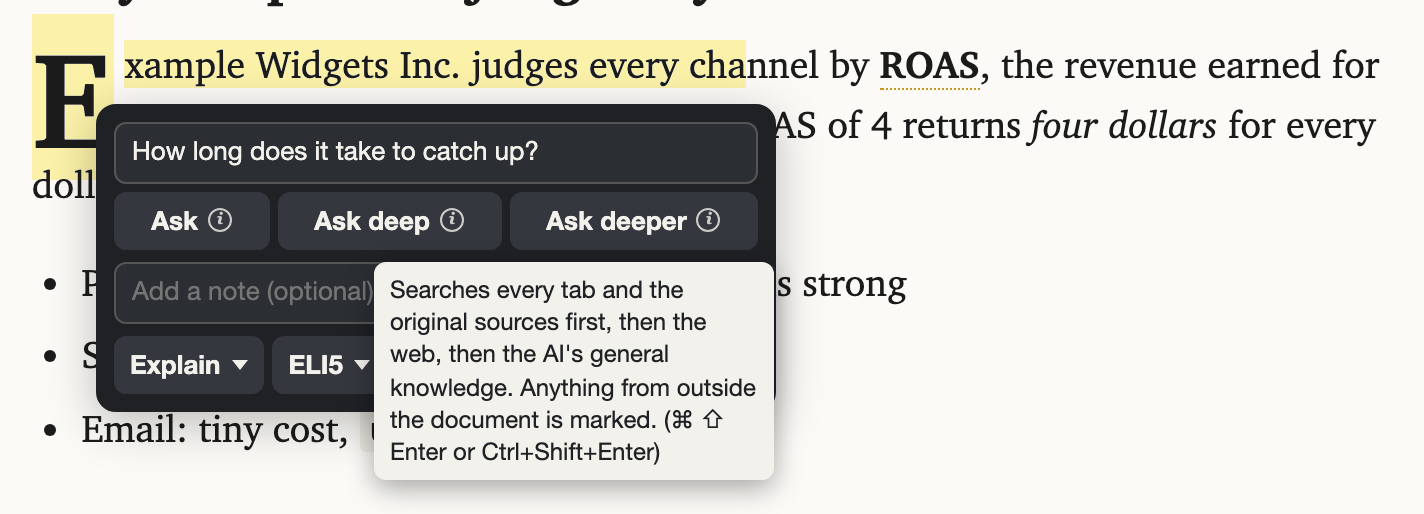 Example Widgets Inc. judges every channel by ROAS, the revenue earned for
AS of 4 returns four dollars for every
doll
How long does it take to catch up?
Ask
Ask deep
Ask deeper
Add a note (optional)
s strong
Searches every tab and the
original sources first, then the
web, then the AI's general
knowledge. Anything from outside
the document is marked. (⌘ ⇧
Enter or Ctrl+Shift+Enter)
Explain ▾
ELI5 ▾
• P
• S
• Email: tiny cost,